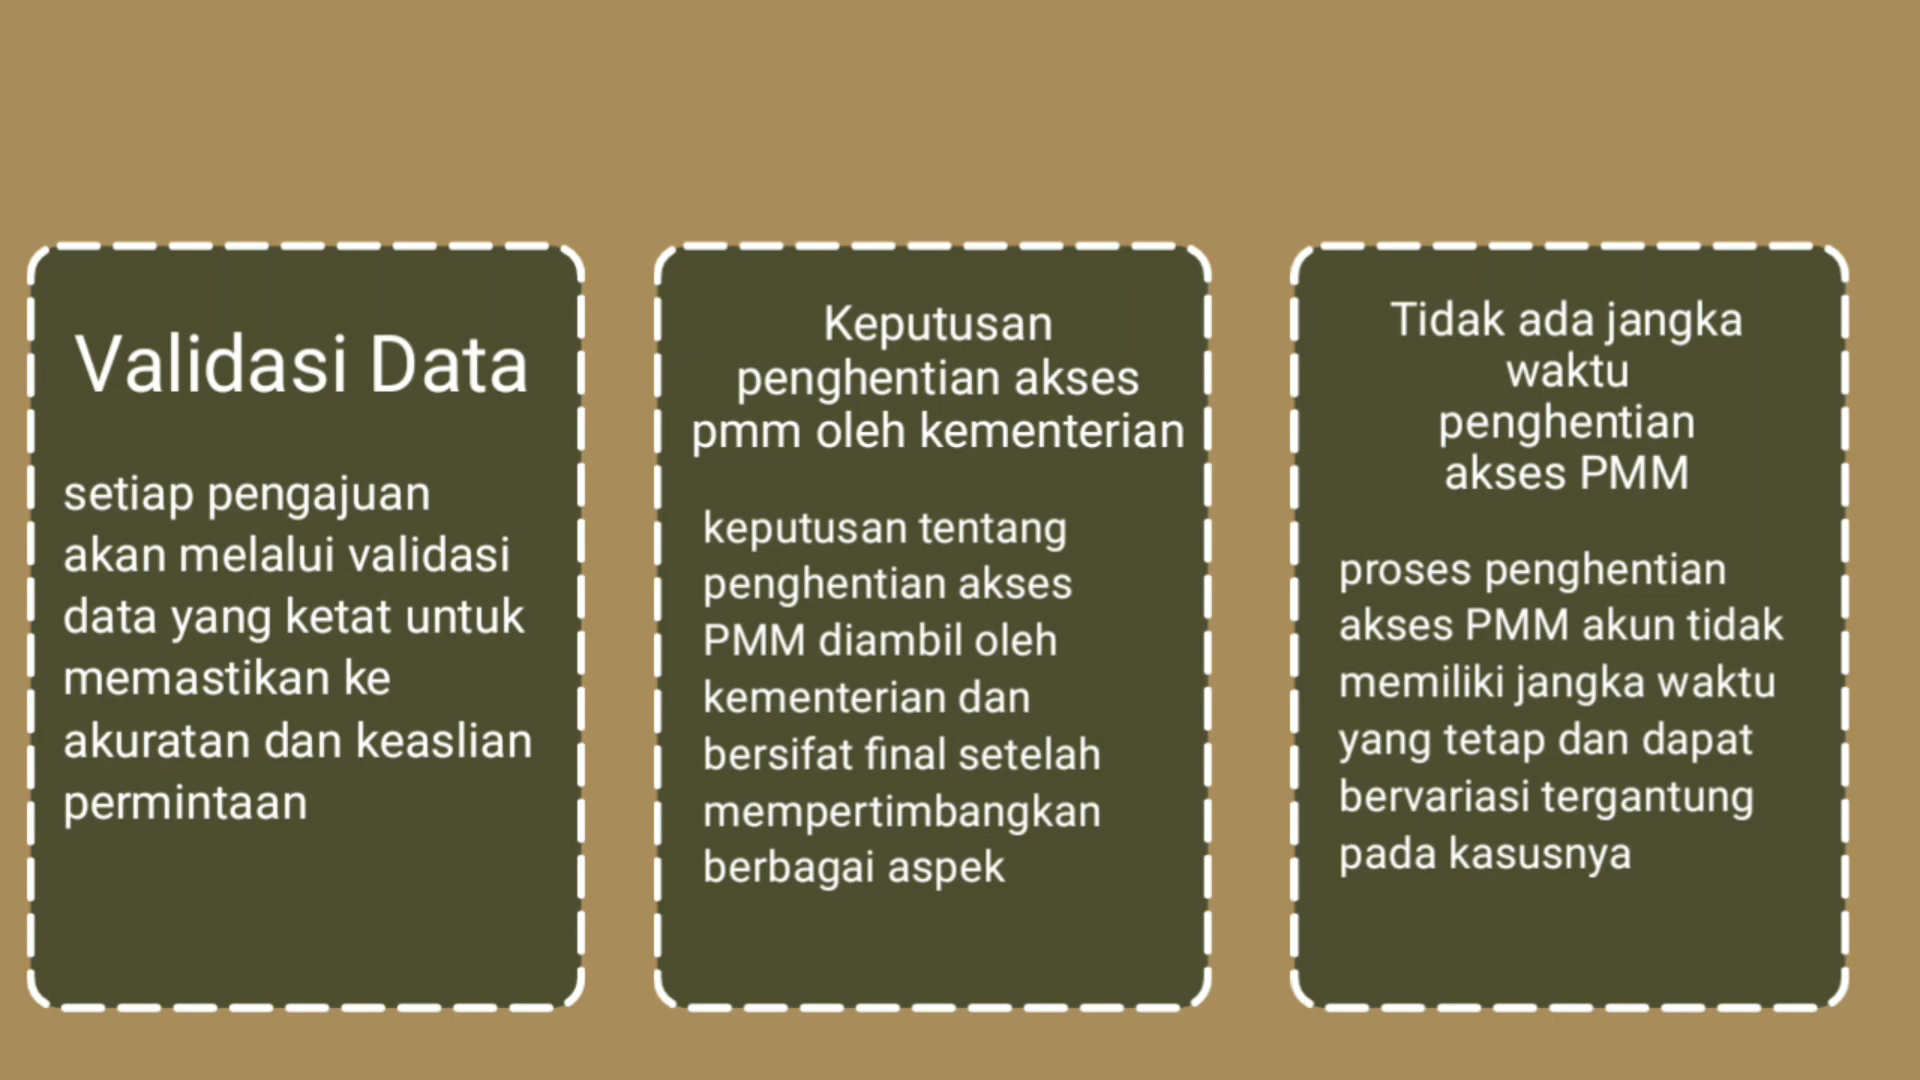 Validasi Data
setiap pengajuan
akan melalui validasi
data yang ketat untuk
memastikan ke
akuratan dan keaslian
permintaan
Keputusan
penghentian akses
pmm oleh kementerian
keputusan tentang
penghentian akses
PMM diambil oleh
kementerian dan
bersifat final setelah
mempertimbangkan
berbagai aspek
Tidak ada jangka
waktu
penghentian
akses PMM
proses penghentian
akses PMM akun tidak
memiliki jangka waktu
yang tetap dan dapat
bervariasi tergantung
pada kasusnya